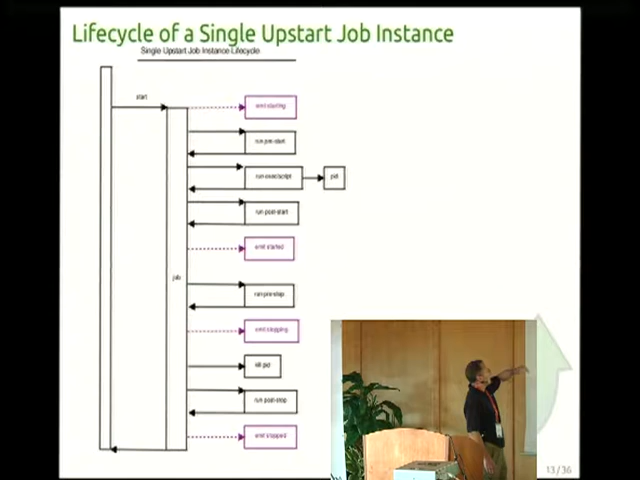 Lifecycle of a Single Upstart Job Instance
Single Upstart Job Instance Lifecycle
start
emit starting
run pre-start
run exec/script
pid
run post-start
emit started
job
run pre-stop
emit stopping
kill pid
run post-stop
emit stopped
13/36